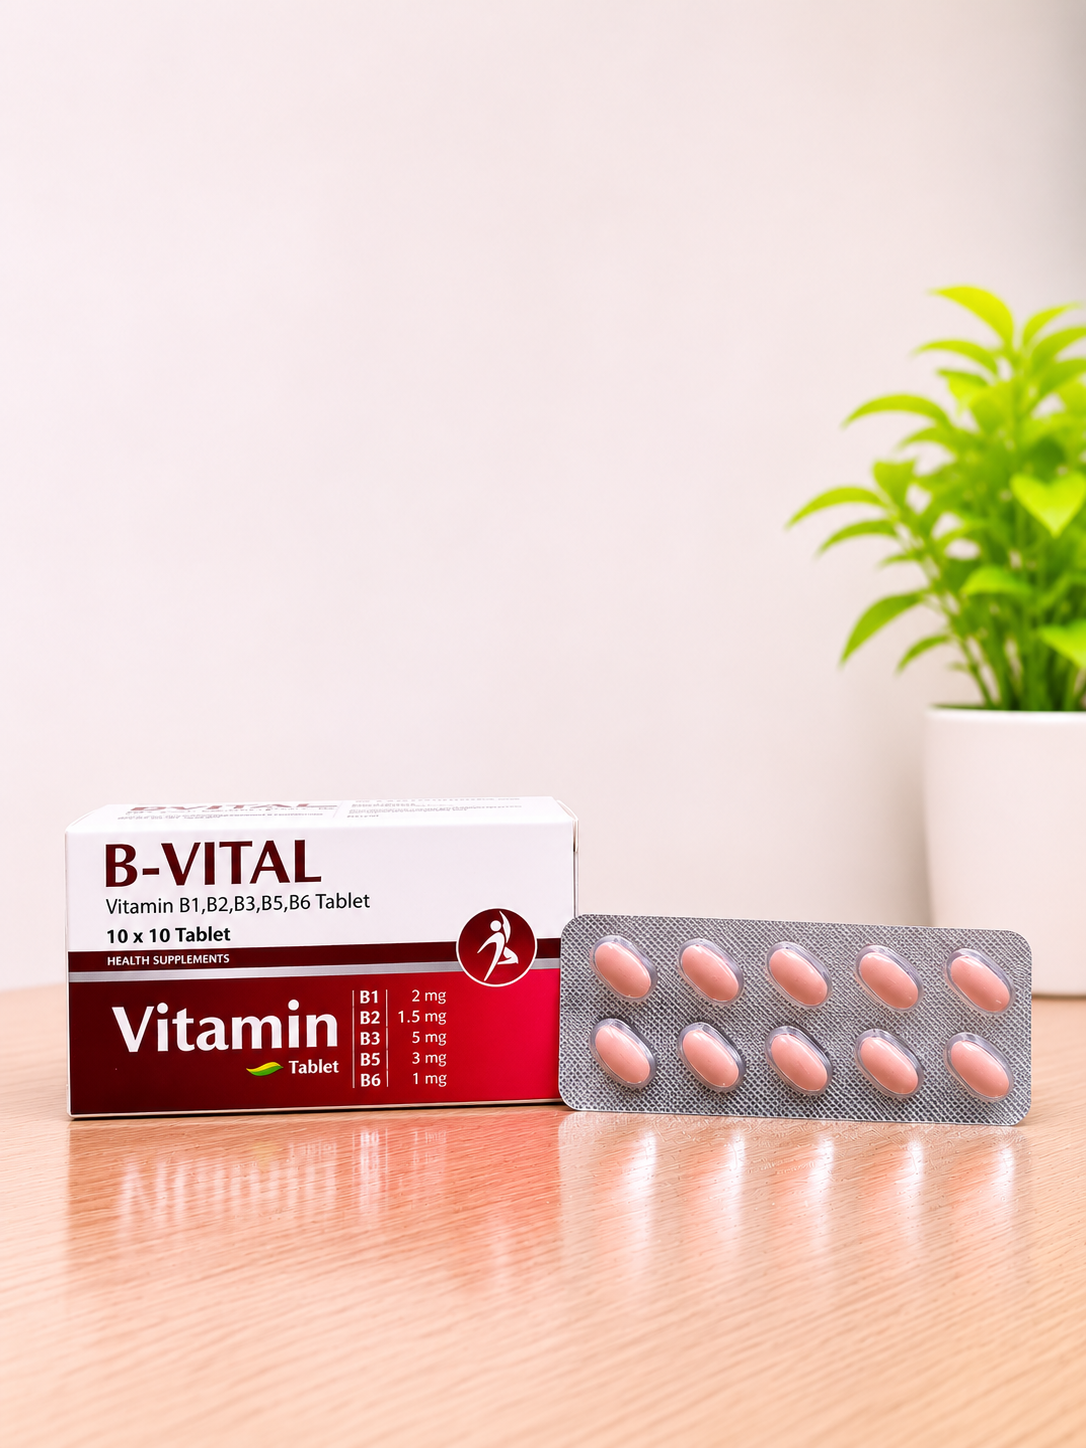 B-VITAL
Vitamin B1,B2,B3,B5,B6 Tablet
10 x 10 Tablet
HEALTH SUPPLEMENTS
Vitamin
Tablet
B1 2 mg
B2 1.5 mg
B3 5 mg
B5 3 mg
B6 1 mg